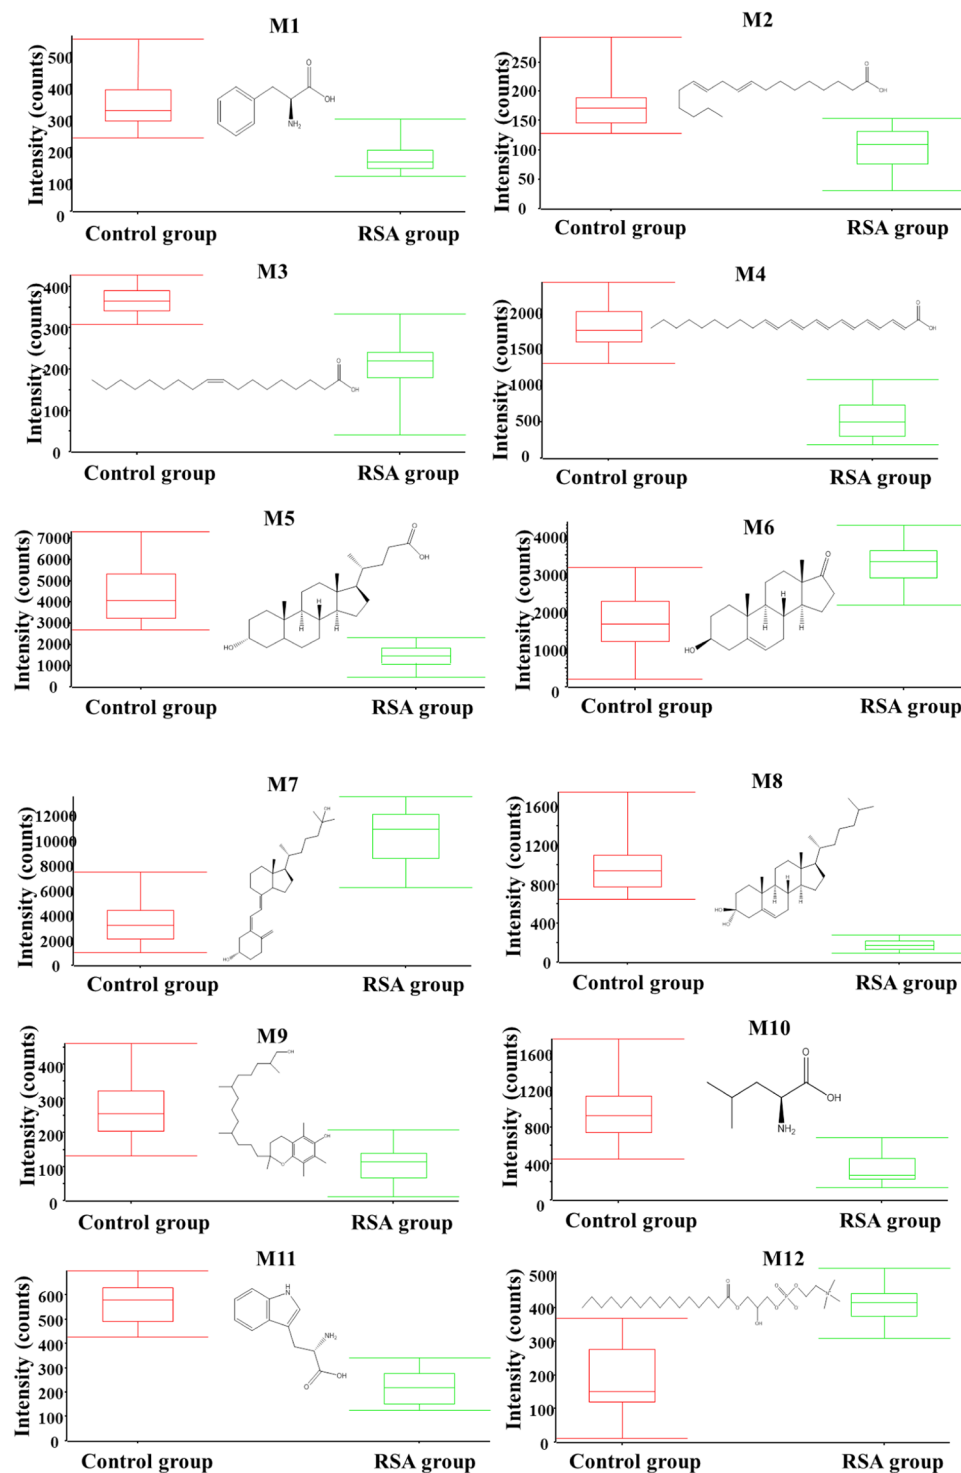 M1
Intensity (counts)
500
400
300
200
100
0
O
OH
NH2
Control group
RSA group
M2
Intensity (counts)
250
200
150
100
50
0
O
OH
Control group
RSA group
M3
Intensity (counts)
400
300
200
100
0
O
OH
Control group
RSA group
M4
Intensity (counts)
2000
1500
1000
500
0
O
OH
Control group
RSA group
M5
Intensity (counts)
7000
6000
5000
4000
3000
2000
1000
0
O
OH
H
H
H
HO
Control group
RSA group
M6
Intensity (counts)
4000
3000
2000
1000
0
O
H
H
H
HO
Control group
RSA group
M7
Intensity (counts)
12000
10000
8000
6000
4000
2000
0
OH
HO
Control group
RSA group
M8
Intensity (counts)
1600
1200
800
400
0
H
H
H
HO
HO
Control group
RSA group
M9
Intensity (counts)
400
300
200
100
0
OH
OH
O
Control group
RSA group
M10
Intensity (counts)
1600
1200
800
400
0
O
OH
NH2
Control group
RSA group
M11
Intensity (counts)
600
500
400
300
200
100
0
H
N
NH2
O
OH
Control group
RSA group
M12
Intensity (counts)
500
400
300
200
100
0
O
O
OH
O
O
P
O
O
Control group
RSA group